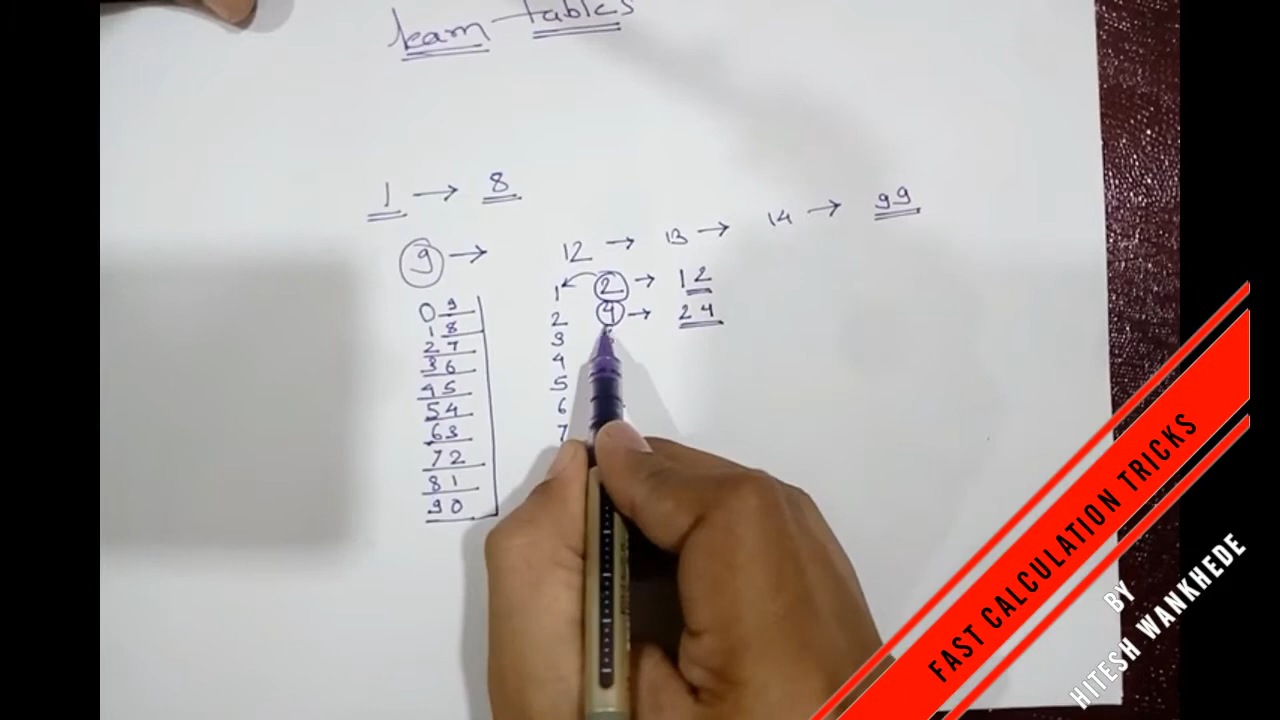 learn tables
1 → 8
9 →
12 → 13 → 14 → 99
09
18
27
36
45
54
63
72
81
90
1 2 → 12
2 4 → 24
3
4
5
6
7
FAST CALCULATION TRICKS
BY
HITESH WANKHEDE